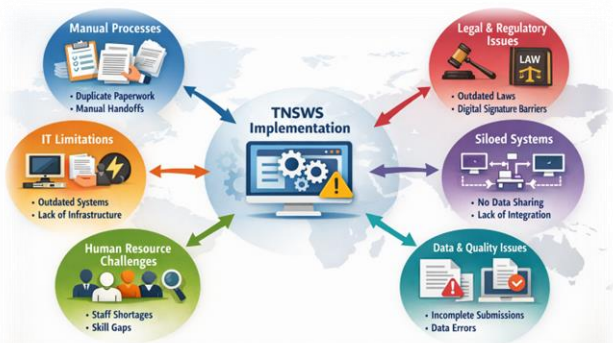 Manual Processes
• Duplicate Paperwork
• Manual Handoffs
Legal & Regulatory
Issues
LAW
• Outdated Laws
• Digital Signature Barriers
TNSWS
Implementation
IT Limitations
• Outdated Systems
• Lack of Infrastructure
Siloed Systems
• No Data Sharing
• Lack of Integration
Human Resource
Challenges
• Staff Shortages
• Skill Gaps
Data & Quality Issues
• Incomplete Submissions
• Data Errors